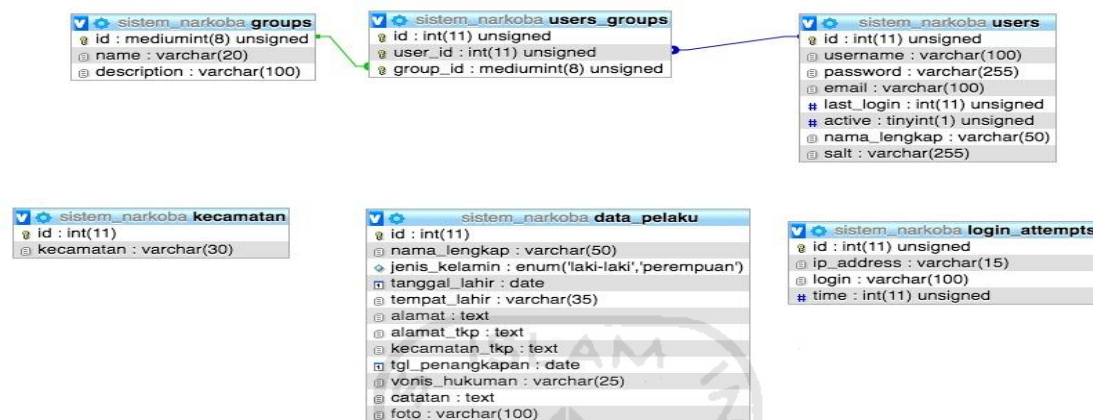 sistem_narkoba groups
id : mediumint(8) unsigned
name : varchar(20)
description : varchar(100)
sistem_narkoba users_groups
id : int(11) unsigned
user_id : int(11) unsigned
group_id : mediumint(8) unsigned
sistem_narkoba users
id : int(11) unsigned
username : varchar(100)
password : varchar(255)
email : varchar(100)
# last_login : int(11) unsigned
# active : tinyint(1) unsigned
nama_lengkap : varchar(50)
salt : varchar(255)
sistem_narkoba kecamatan
id : int(11)
kecamatan : varchar(30)
sistem_narkoba data_pelaku
id : int(11)
nama_lengkap : varchar(50)
jenis_kelamin : enum('laki-laki','perempuan')
tanggal_lahir : date
tempat_lahir : varchar(35)
alamat : text
alamat_tkp : text
kecamatan_tkp : text
tgl_penangkapan : date
vonis_hukuman : varchar(25)
catatan : text
foto : varchar(100)
sistem_narkoba login_attempts
id : int(11) unsigned
ip_address : varchar(15)
login : varchar(100)
# time : int(11) unsigned
ISLAM